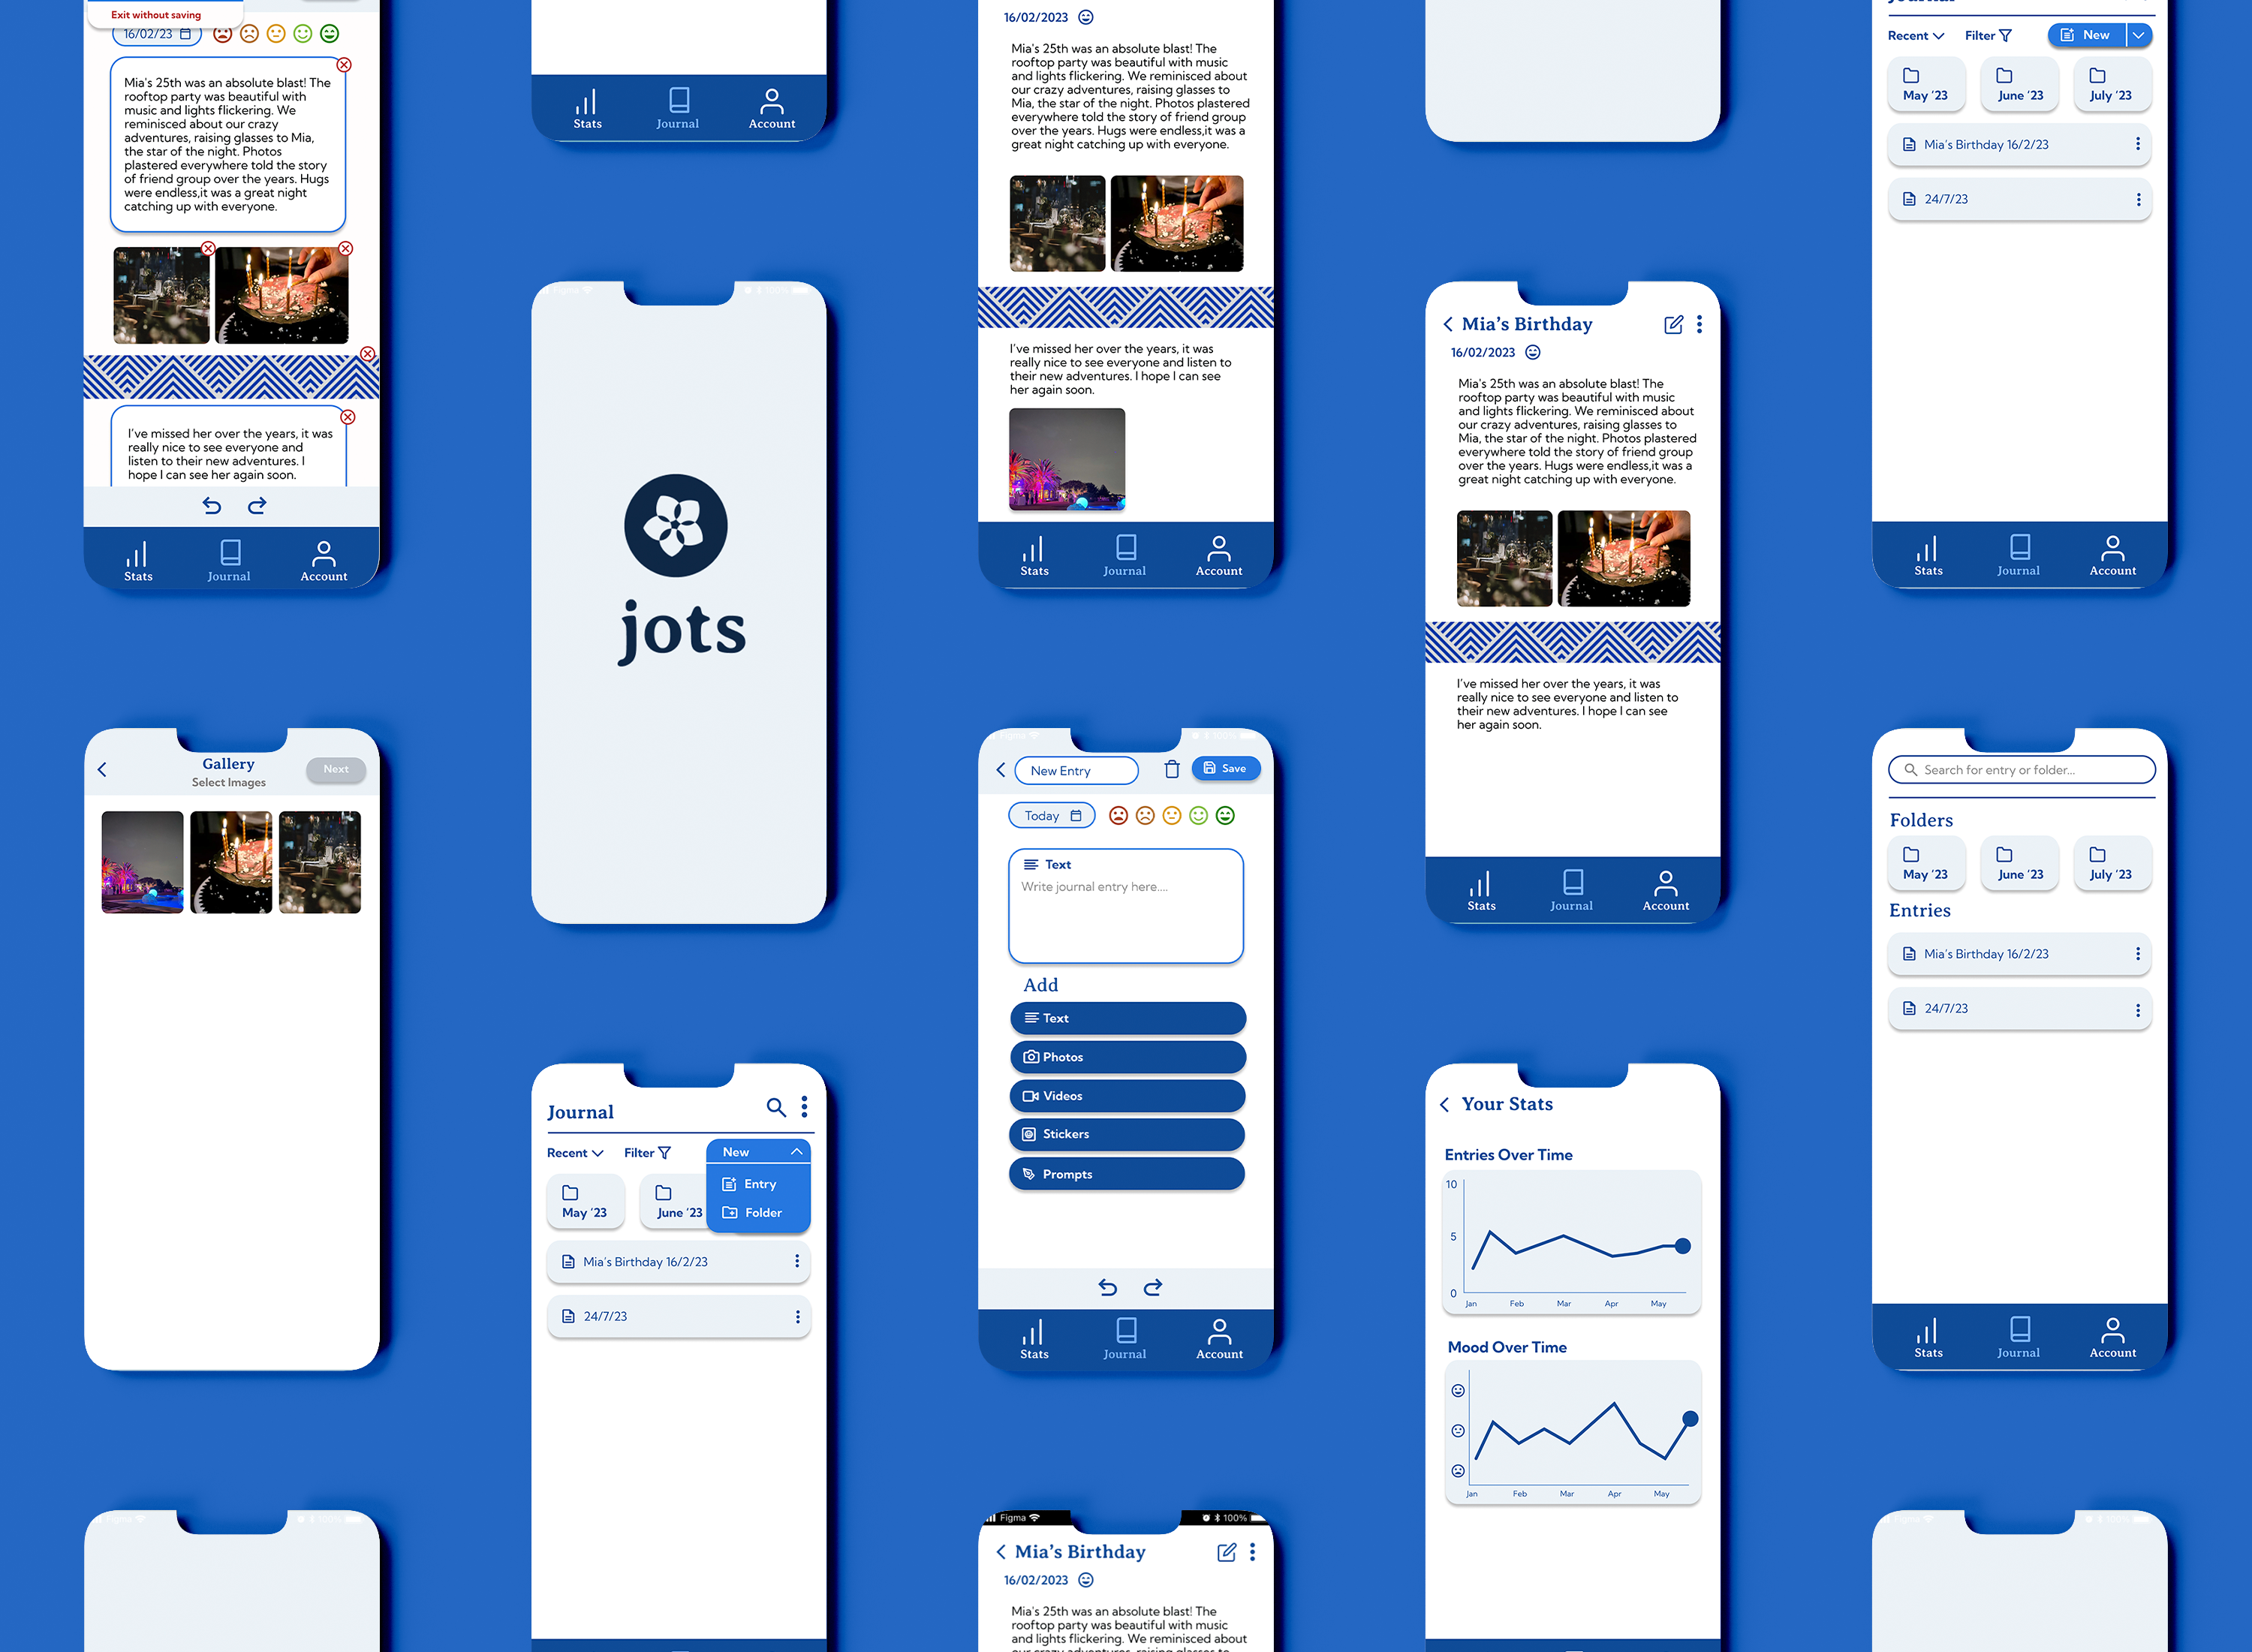 Exit without saving
16/02/23
Mia's 25th was an absolute blast! The
rooftop party was beautiful with
music and lights flickering. We
reminisced about our crazy
adventures, raising glasses to Mia,
the star of the night. Photos
plastered everywhere told the story
of friend group over the years. Hugs
were endless,it was a great night
catching up with everyone.
I've missed her over the years, it was
really nice to see everyone and
listen to their new adventures. I
hope I can see her again soon.
Stats
Journal
Account
Gallery
Select Images
Next
Figma
100%
Stats
Journal
Account
Figma
100%
jots
Journal
Recent
Filter
New
Entry
Folder
May '23
June '23
Mia's Birthday 16/2/23
24/7/23
16/02/2023
Mia's 25th was an absolute blast! The
rooftop party was beautiful with music
and lights flickering. We reminisced about
our crazy adventures, raising glasses to
Mia, the star of the night. Photos plastered
everywhere told the story of friend group
over the years. Hugs were endless,it was a
great night catching up with everyone.
I've missed her over the years, it was
really nice to see everyone and listen to
their new adventures. I hope I can see
her again soon.
Stats
Journal
Account
Figma
100%
New Entry
Save
Today
Text
Write journal entry here....
Add
Text
Photos
Videos
Stickers
Prompts
Stats
Journal
Account
Figma
100%
Mia's Birthday
16/02/2023
Mia's 25th was an absolute blast! The
rooftop party was beautiful with music
and lights flickering. We reminisced about
Mia's Birthday
16/02/2023
Mia's 25th was an absolute blast! The
rooftop party was beautiful with music
and lights flickering. We reminisced about
our crazy adventures, raising glasses to
Mia, the star of the night. Photos plastered
everywhere told the story of friend group
over the years. Hugs were endless,it was a
great night catching up with everyone.
I've missed her over the years, it was
really nice to see everyone and listen to
their new adventures. I hope I can see
her again soon.
Stats
Journal
Account
Your Stats
Entries Over Time
10
5
0
Jan Feb Mar Apr May
Mood Over Time
Jan Feb Mar Apr May
Recent
Filter
New
May '23
June '23
July '23
Mia's Birthday 16/2/23
24/7/23
Stats
Journal
Account
Search for entry or folder...
Folders
May '23
June '23
July '23
Entries
Mia's Birthday 16/2/23
24/7/23
Stats
Journal
Account
Figma
100%